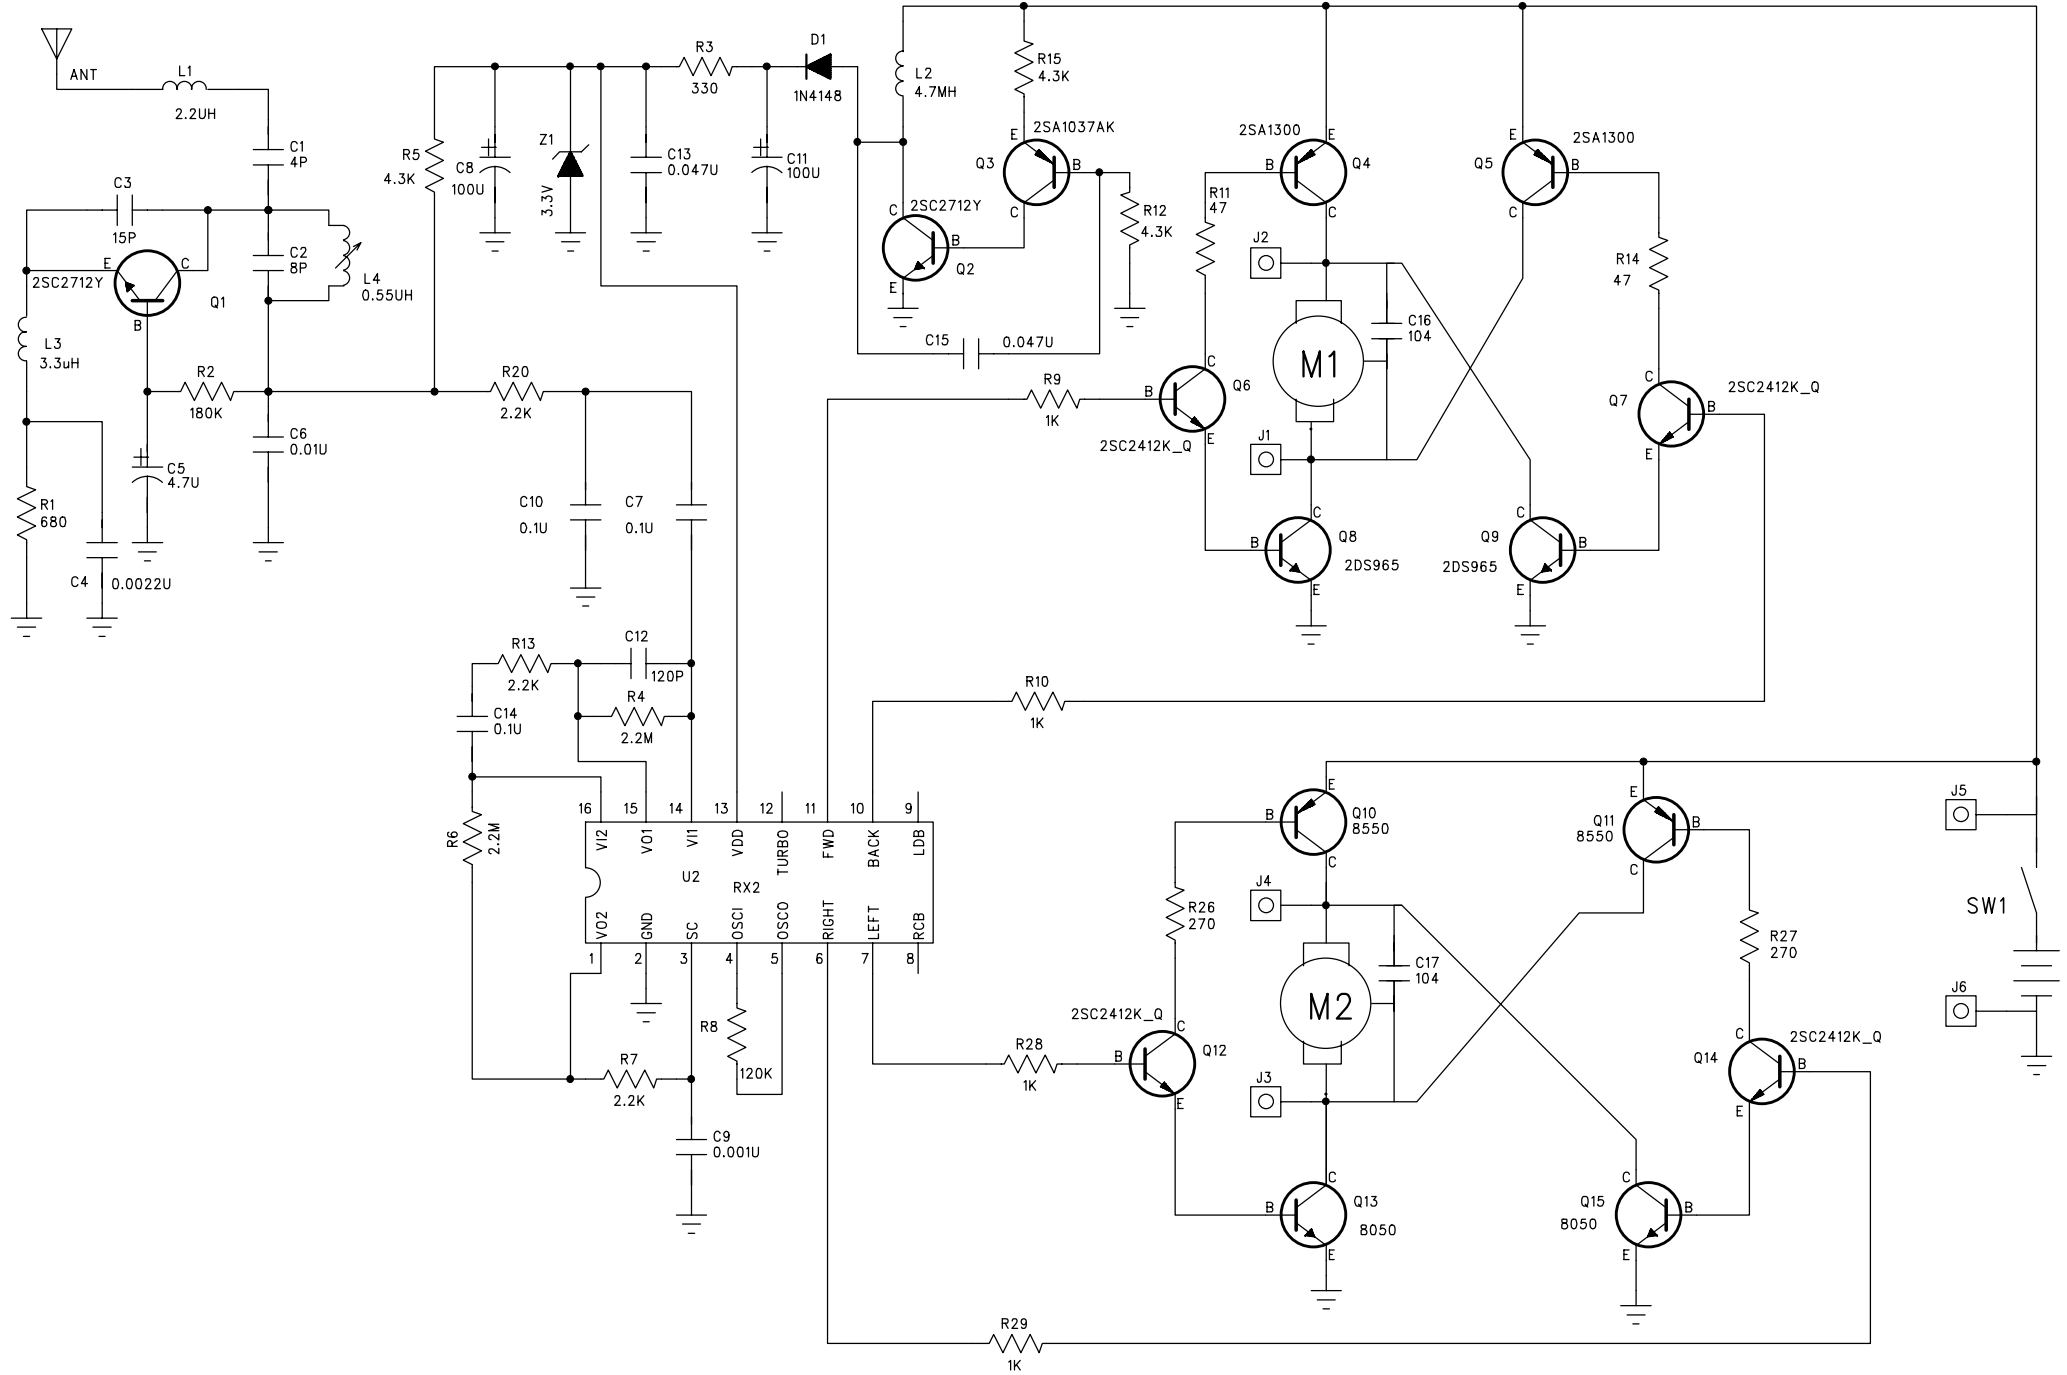 ANT
L1
2.2UH
C1
4P
C3
15P
E
C
B
2SC2712Y
Q1
C2
8P
L4
0.55UH
L3
3.3uH
R2
180K
C5
4.7U
C6
0.01U
R1
680
C4
0.0022U
R5
4.3K
C8
100U
Z1
3.3V
C13
0.047U
R3
330
C11
100U
D1
1N4148
L2
4.7MH
R15
4.3K
2SA1037AK
E
Q3
B
C
R12
4.3K
C
2SC2712Y
B
Q2
E
C15
0.047U
R20
2.2K
C10
0.1U
C7
0.1U
R13
2.2K
C12
120P
R4
2.2M
C14
0.1U
R6
2.2M
16
15
14
13
12
11
10
9
VI2
VO1
VI1
VDD
TURBO
FWD
BACK
LDB
U2
RX2
VO2
GND
SC
OSCI
OSCO
RIGHT
LEFT
RCB
1
2
3
4
5
6
7
8
R7
2.2K
R8
120K
C9
0.001U
2SA1300
E
B
Q4
C
R11
47
J2
M1
C16
104
J1
R9
1K
B
C
Q6
E
2SC2412K_Q
C
B
Q8
2DS965
E
E
2SA1300
Q5
B
C
R14
47
C
Q7
2SC2412K_Q
B
E
C
Q9
2DS965
B
E
R10
1K
E
B
Q10
8550
C
R26
270
J4
M2
C17
104
J3
2SC2412K_Q
R28
1K
B
C
Q12
E
C
B
Q13
8050
E
E
Q11
8550
B
C
R27
270
C
2SC2412K_Q
Q14
B
E
C
Q15
8050
B
E
R29
1K
J5
SW1
J6